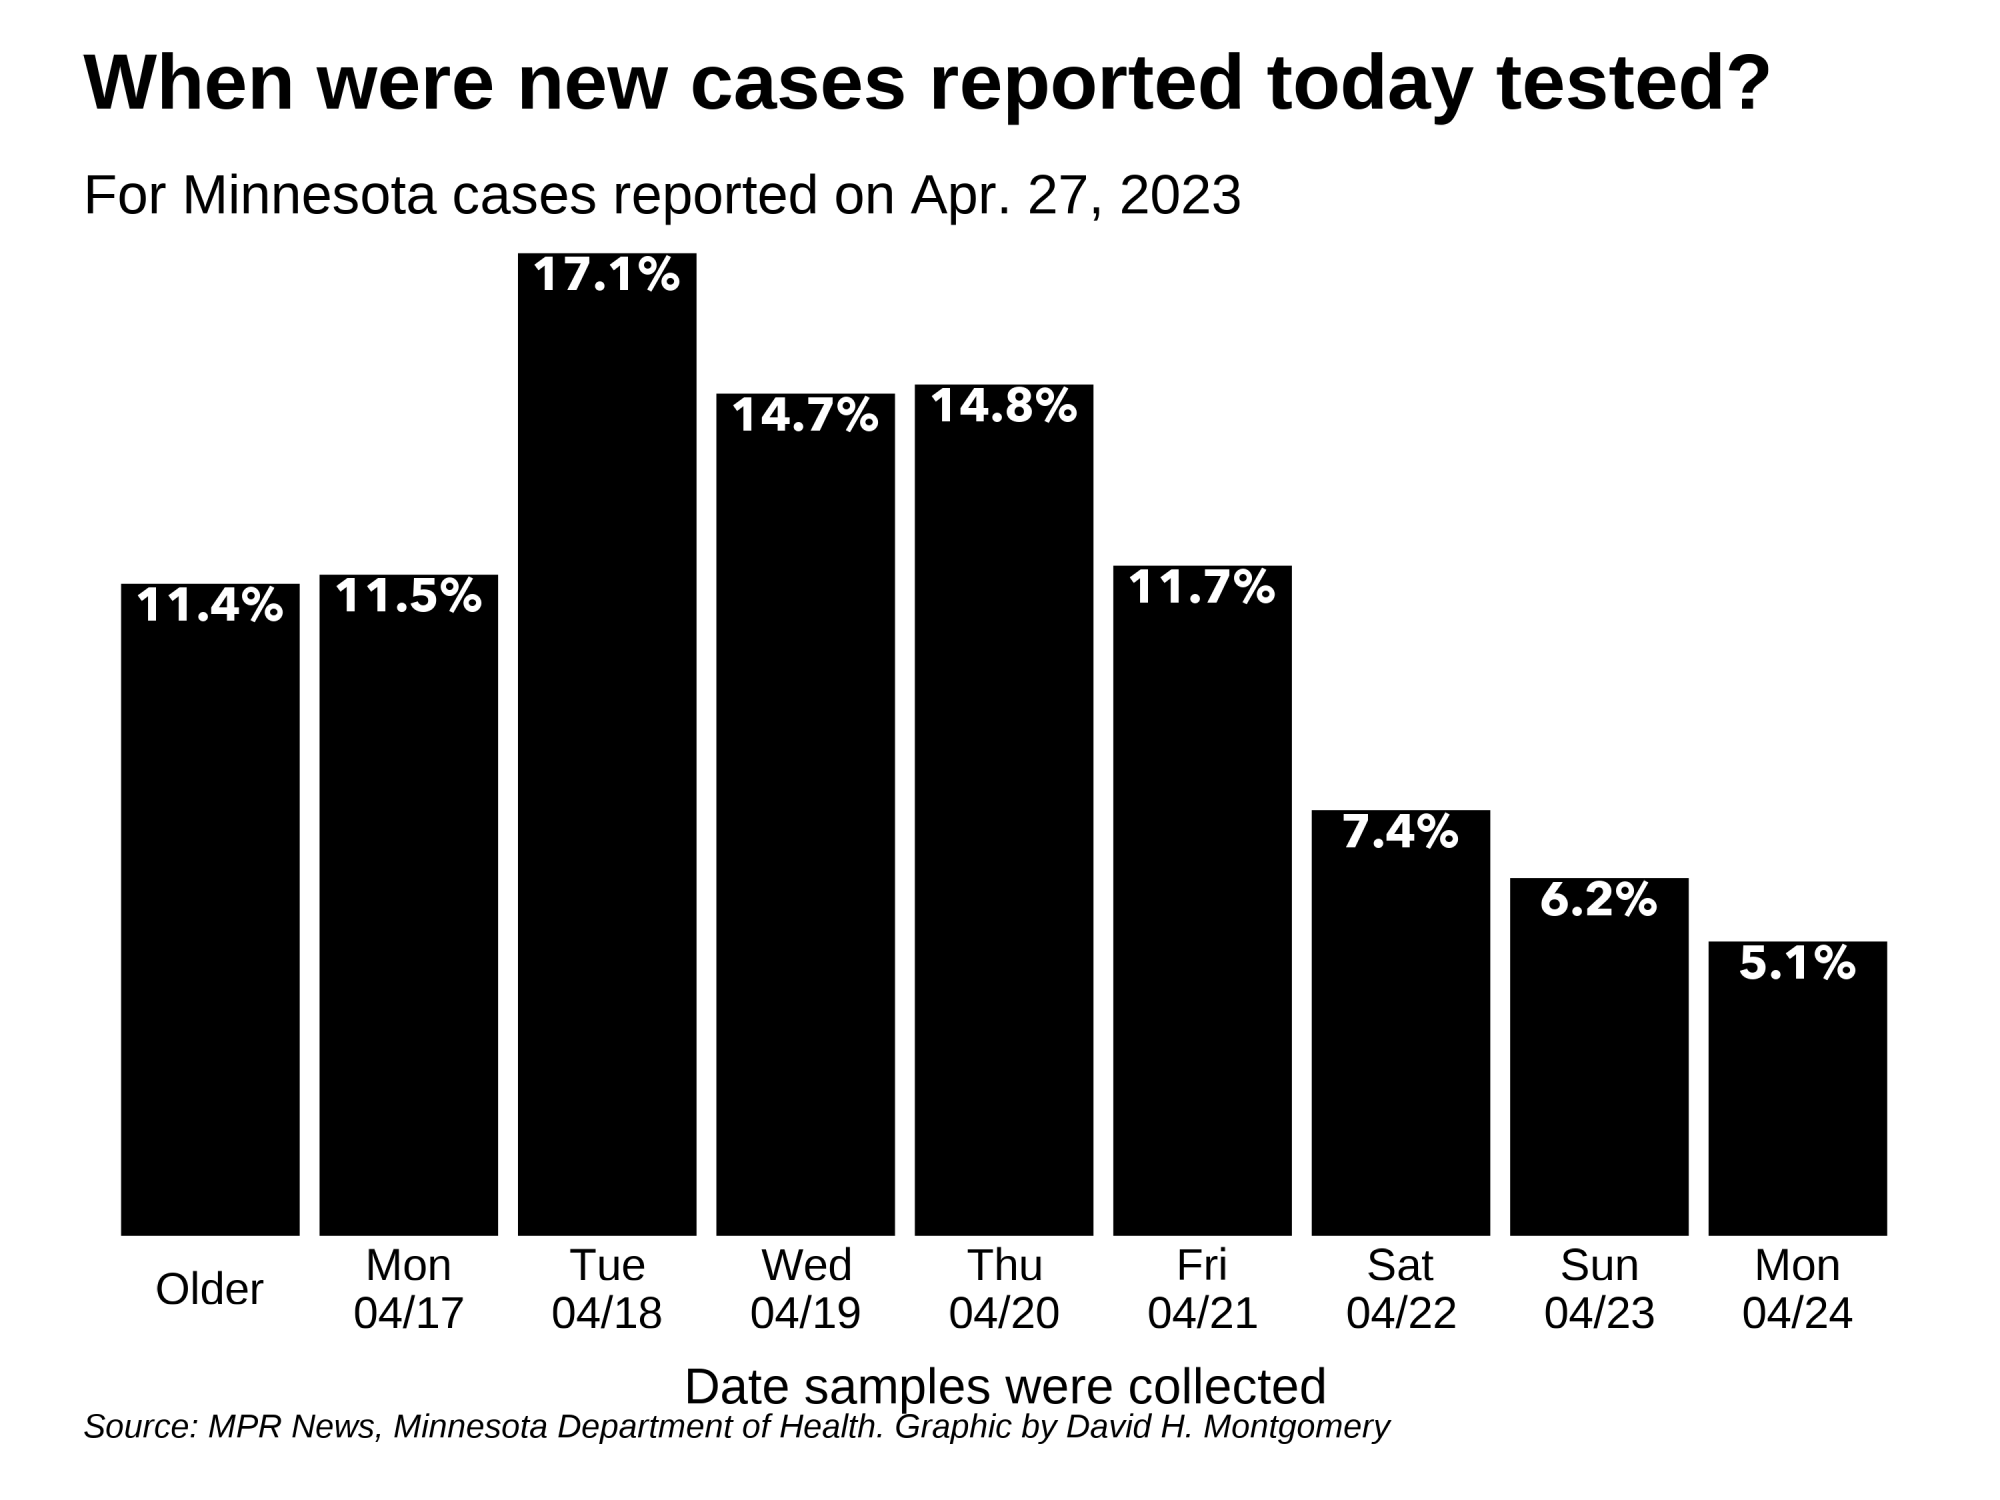 When were new cases reported today tested?
For Minnesota cases reported on Apr. 27, 2023
17.1%
14.7%
14.8%
11.4%
11.5%
11.7%
7.4%
6.2%
5.1%
Older
Mon
04/17
Tue
04/18
Wed
04/19
Thu
04/20
Fri
04/21
Sat
04/22
Sun
04/23
Mon
04/24
Date samples were collected
Source: MPR News, Minnesota Department of Health. Graphic by David H. Montgomery